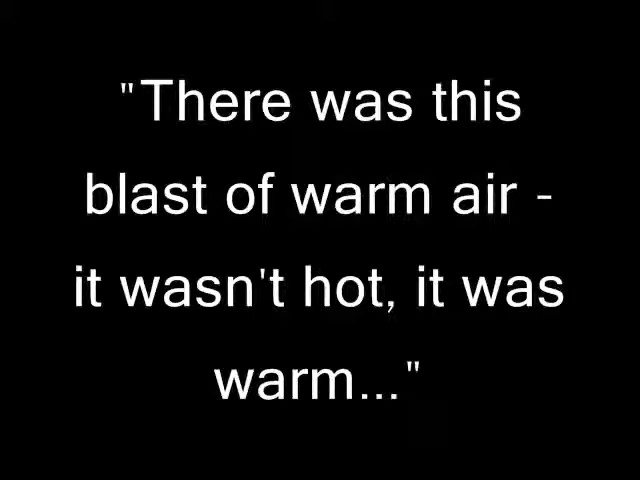 "There was this
blast of warm air -
it wasn't hot, it was
warm..."